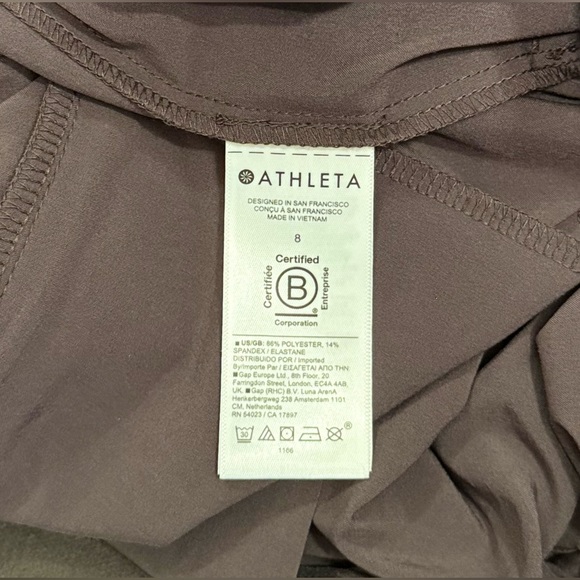 ATHLETA
DESIGNED IN SAN FRANCISCO
CONÇU À SAN FRANCISCO
MADE IN VIETNAM
8
Certified
Certifiée
B
Entreprise
®
Corporation
■ US/GB: 86% POLYESTER, 14%
SPANDEX / ELASTANE
DISTRIBUIDO POR / Imported
By/Importe Par / ΕΙΣΑΓΕΤΑΙ ΑΠΟ ΤΗΝ:
■ Gap Europe Ltd., 8th Floor, 20
Farringdon Street, London, EC4A 4AB,
UK, ■ Gap (RHC) B.V. Luna ArenA
Herikerbergweg 238 Amsterdam 1101
CM, Netherlands
RN 54023 / CA 17897
30
®
1166